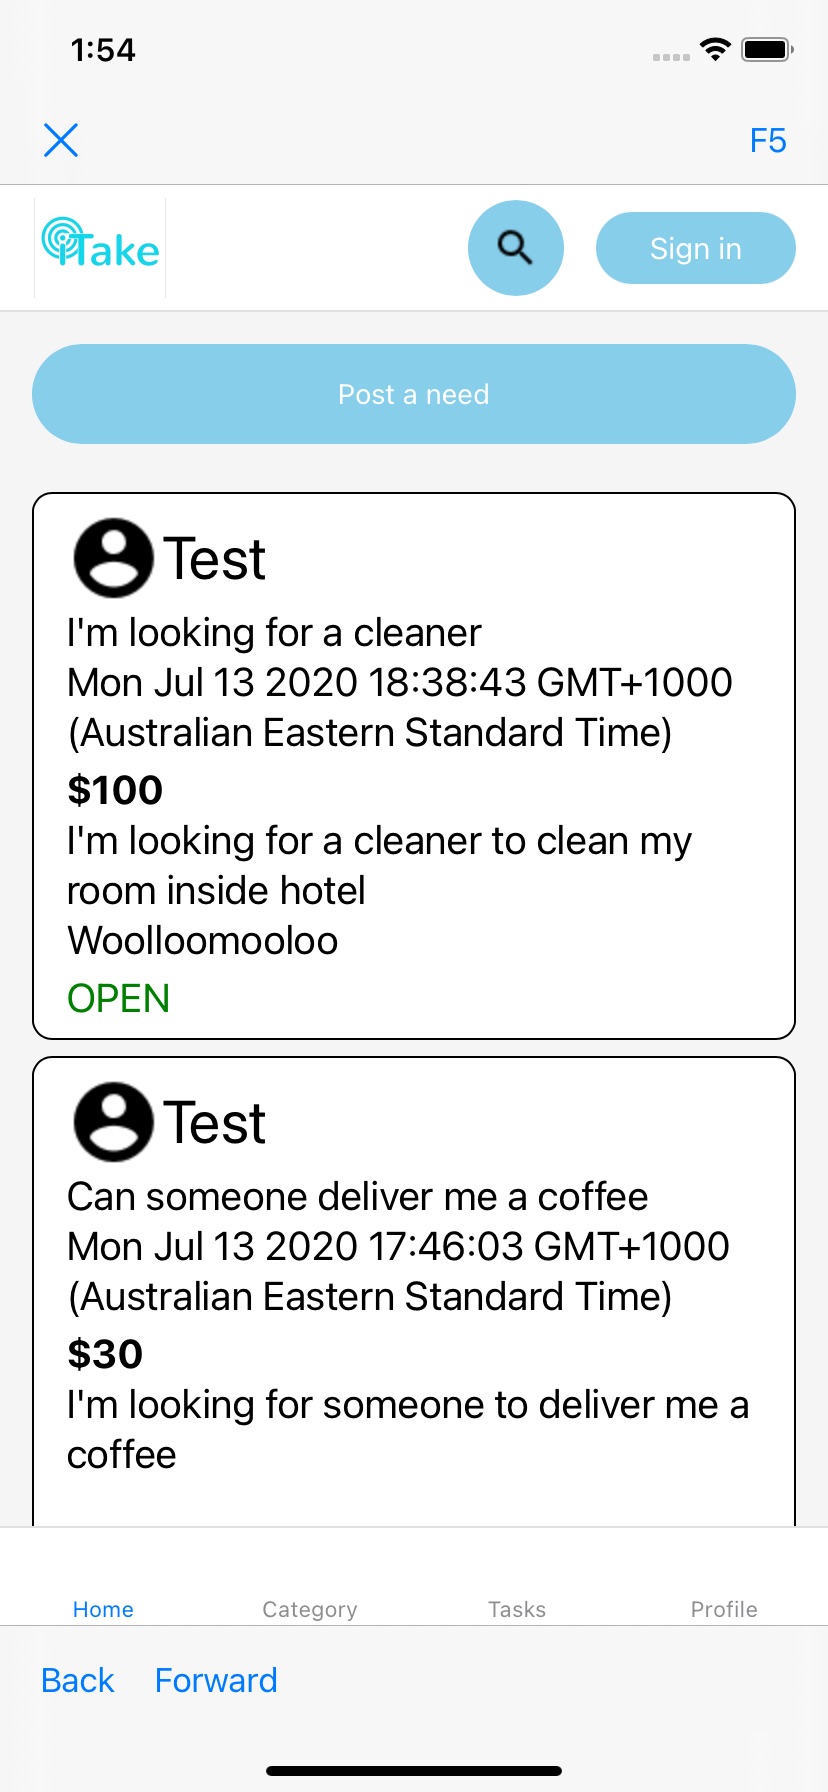 1:54
F5
iTake
Sign in
Post a need
Test
I'm looking for a cleaner
Mon Jul 13 2020 18:38:43 GMT+1000
(Australian Eastern Standard Time)
$100
I'm looking for a cleaner to clean my
room inside hotel
Woolloomooloo
OPEN
Test
Can someone deliver me a coffee
Mon Jul 13 2020 17:46:03 GMT+1000
(Australian Eastern Standard Time)
$30
I'm looking for someone to deliver me a
coffee
Home Category Tasks Profile
Back Forward